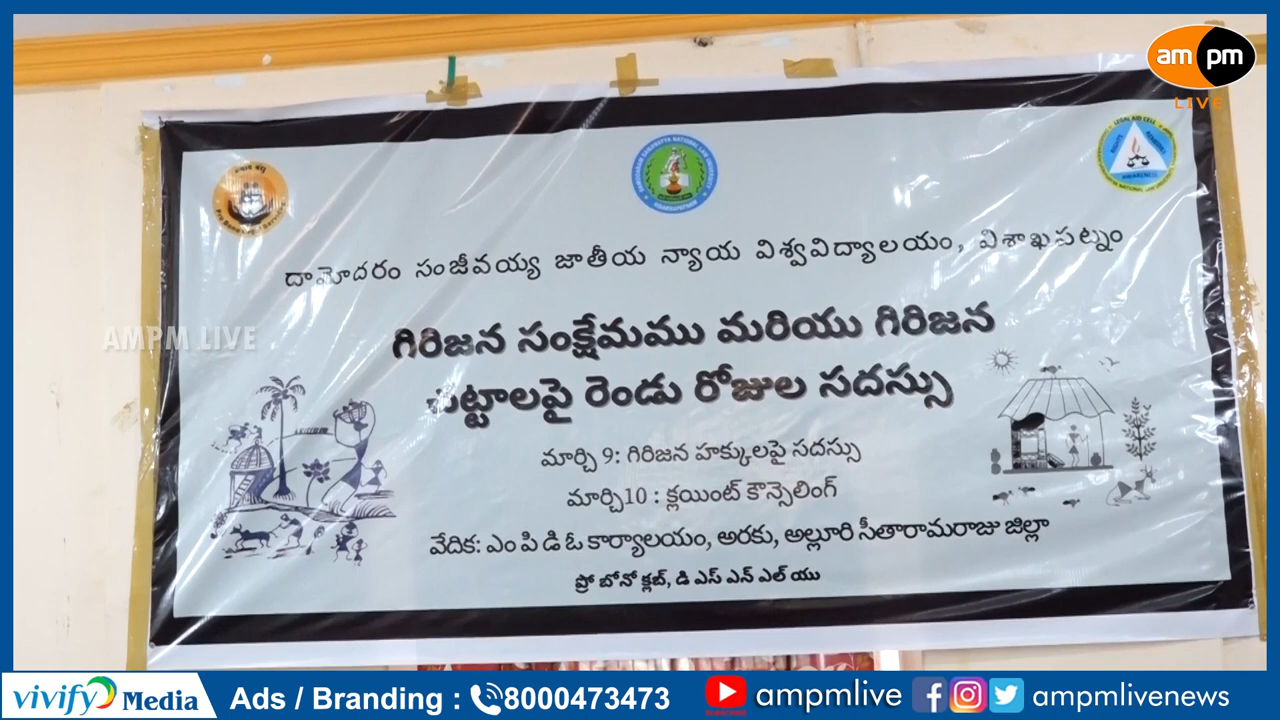 am pm
LIVE
దామోదరం సంజీవయ్య జాతీయ న్యాయ విశ్వవిద్యాలయం, విశాఖపట్నం
గిరిజన సంక్షేమము మరియు గిరిజన
చట్టాలపై రెండు రోజుల సదస్సు
AMPM LIVE
మార్చి 9: గిరిజన హక్కులపై సదస్సు
మార్చి10 : క్లయింట్ కౌన్సెలింగ్
వేదిక: ఎం పి డి ఓ కార్యాలయం, అరకు, అల్లూరి సీతారామరాజు జిల్లా
ప్రో బోనో క్లబ్, డి ఎస్ ఎన్ ఎల్ యు
vivify Media Ads / Branding : 8000473473 ampmlive ampmlivenews